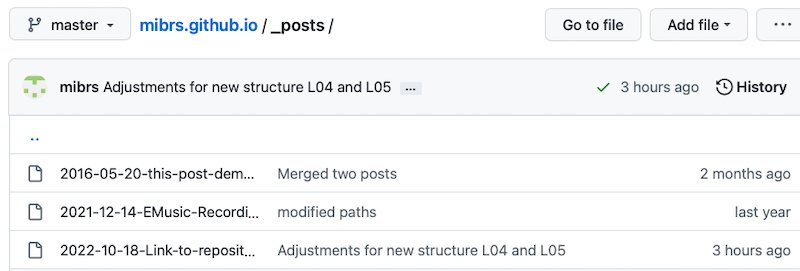 master mibrs.github.io / _posts / Go to file Add file ...
mibrs Adjustments for new structure L04 and L05 ... 3 hours ago History
..
2016-05-20-this-post-dem... Merged two posts 2 months ago
2021-12-14-EMusic-Recordi... modified paths last year
2022-10-18-Link-to-reposit... Adjustments for new structure L04 and L05 3 hours ago